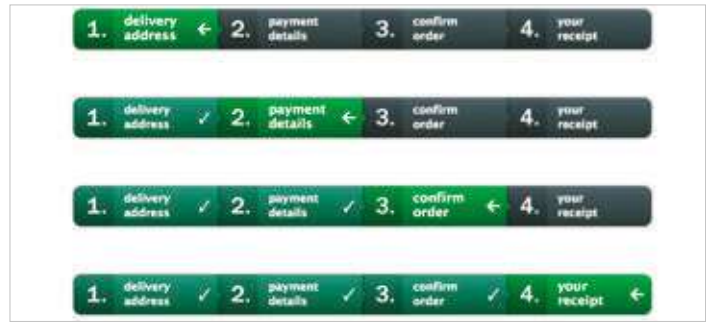 1. delivery address ← 2. payment details 3. confirm order 4. your receipt
1. delivery address ✓ 2. payment details ← 3. confirm order 4. your receipt
1. delivery address ✓ 2. payment details ✓ 3. confirm order ← 4. your receipt
1. delivery address ✓ 2. payment details ✓ 3. confirm order ✓ 4. your receipt ←